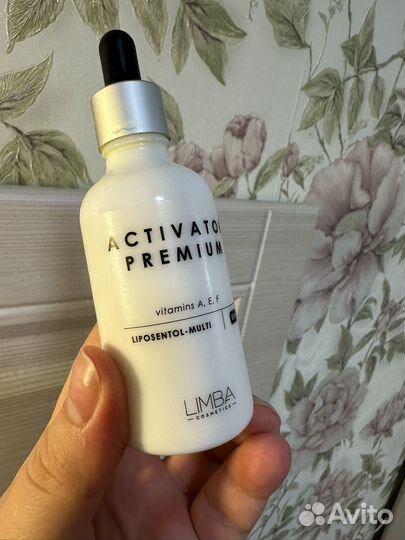 ACTIVATO
PREMIUM
vitamins A, E, F
LIPOSENTOL-MULTI
LIMBA
COSMETICS
Avito